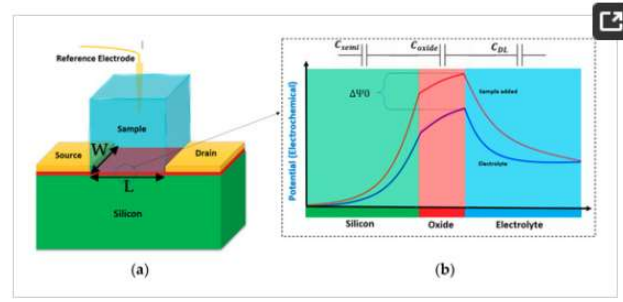 Reference Electrode
Sample
Source
Drain
W
L
Silicon
(a)
C_semi
C_oxide
C_DL
Potential (Electrochemical)
ΔΨ0
Sample added
Electrolyte
Silicon
Oxide
Electrolyte
(b)